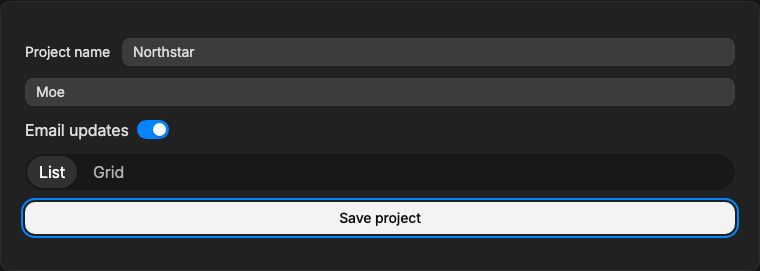 Project name Northstar
Moe
Email updates
List Grid
Save project